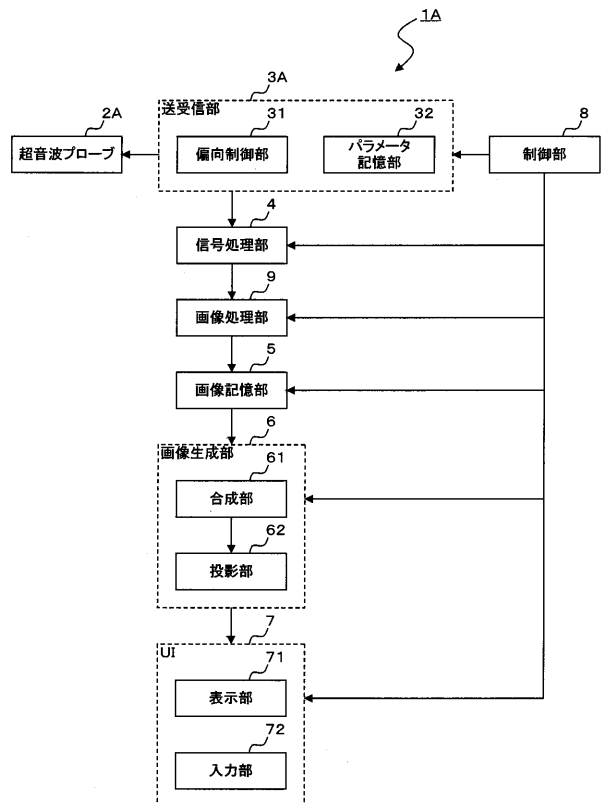 1A
3A
送受信部
2A
超音波プローブ
31
偏向制御部
32
パラメータ
記憶部
8
制御部
4
信号処理部
9
画像処理部
5
画像記憶部
6
画像生成部
61
合成部
62
投影部
7
UI
71
表示部
72
入力部